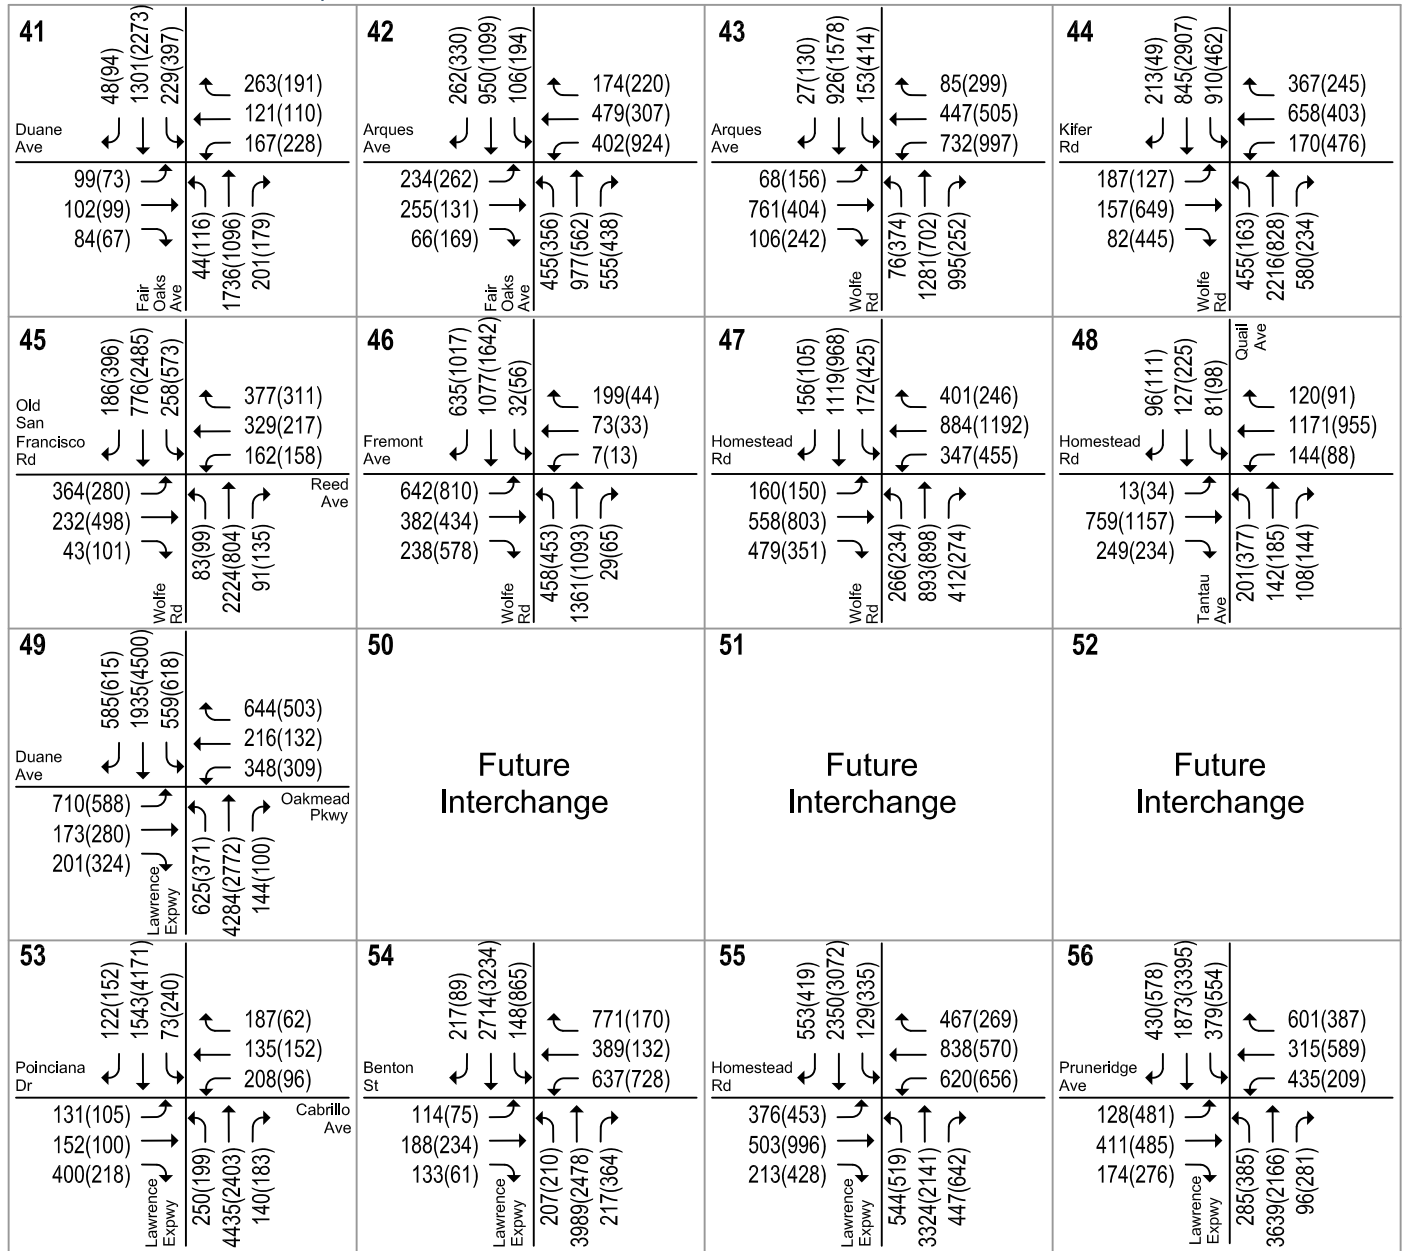 41
48(94)
1301(2273)
229(397)
263(191)
121(110)
167(228)
Duane
Ave
99(73)
102(99)
84(67)
Fair
Oaks
Ave
44(116)
1736(1096)
201(179)
42
262(330)
950(1099)
106(194)
174(220)
479(307)
402(924)
Arques
Ave
234(262)
255(131)
66(169)
Fair
Oaks
Ave
455(356)
977(562)
555(438)
43
27(130)
926(1578)
153(414)
85(299)
447(505)
732(997)
Arques
Ave
68(156)
761(404)
106(242)
Wolfe
Rd
76(374)
1281(702)
995(252)
44
213(49)
845(2907)
910(462)
367(245)
658(403)
170(476)
Kifer
Rd
187(127)
157(649)
82(445)
Wolfe
Rd
455(163)
2216(828)
580(234)
45
186(396)
776(2485)
258(573)
377(311)
329(217)
162(158)
Old
San
Francisco
Rd
Reed
Ave
364(280)
232(498)
43(101)
Wolfe
Rd
83(99)
2224(804)
91(135)
46
635(1017)
1077(1642)
32(56)
199(44)
73(33)
7(13)
Fremont
Ave
642(810)
382(434)
238(578)
Wolfe
Rd
458(453)
1361(1093)
29(65)
47
156(105)
1119(968)
172(425)
401(246)
884(1192)
347(455)
Homestead
Rd
160(150)
558(803)
479(351)
Wolfe
Rd
266(234)
893(898)
412(274)
48
96(111)
127(225)
81(98)
Quail
Ave
120(91)
1171(955)
144(88)
Homestead
Rd
13(34)
759(1157)
249(234)
Tantau
Ave
201(377)
142(185)
108(144)
49
585(615)
1935(4500)
559(618)
644(503)
216(132)
348(309)
Duane
Ave
Oakmead
Pkwy
710(588)
173(280)
201(324)
Lawrence
Expwy
625(371)
4284(2772)
144(100)
50
Future
Interchange
51
Future
Interchange
52
Future
Interchange
53
122(152)
1543(4171)
73(240)
187(62)
135(152)
208(96)
Poinciana
Dr
Cabrillo
Ave
131(105)
152(100)
400(218)
Lawrence
Expwy
250(199)
4435(2403)
140(183)
54
217(89)
2714(3234)
148(865)
771(170)
389(132)
637(728)
Benton
St
114(75)
188(234)
133(61)
Lawrence
Expwy
207(210)
3989(2478)
217(364)
55
553(419)
2350(3072)
129(335)
467(269)
838(570)
620(656)
Homestead
Rd
376(453)
503(996)
213(428)
Lawrence
Expwy
544(519)
3324(2141)
447(642)
56
430(578)
1873(3395)
379(554)
601(387)
315(589)
435(209)
Pruneridge
Ave
128(481)
411(485)
174(276)
Lawrence
Expwy
285(385)
3639(2166)
96(281)